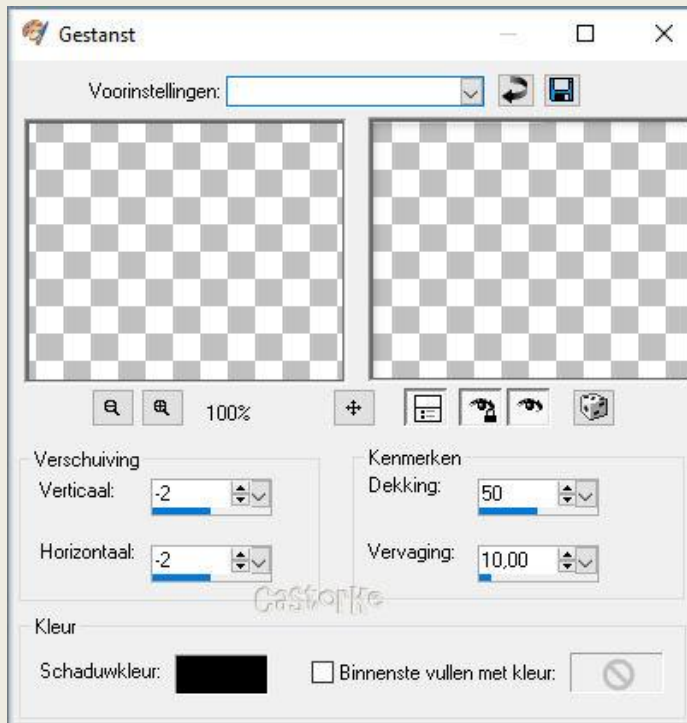 Gestanst
Voorinstellingen:
100%
Verschuiving
Verticaal: -2
Horizontaal: -2
Kenmerken
Dekking: 50
Vervaging: 10,00
Castorke
Kleur
Schaduwkleur:
Binnenste vullen met kleur: